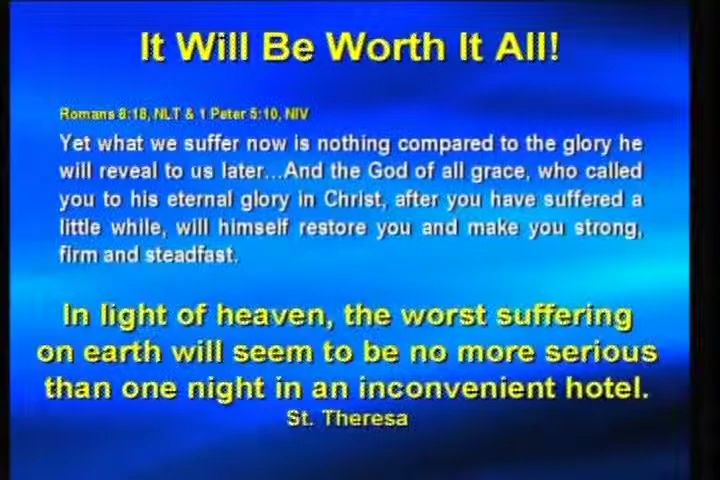 It Will Be Worth It All!
Romans 8:18, NLT & 1 Peter 5:10, NIV
Yet what we suffer now is nothing compared to the glory he
will reveal to us later...And the God of all grace, who called
you to his eternal glory in Christ, after you have suffered a
little while, will himself restore you and make you strong,
firm and steadfast.
In light of heaven, the worst suffering
on earth will seem to be no more serious
than one night in an inconvenient hotel.
St. Theresa